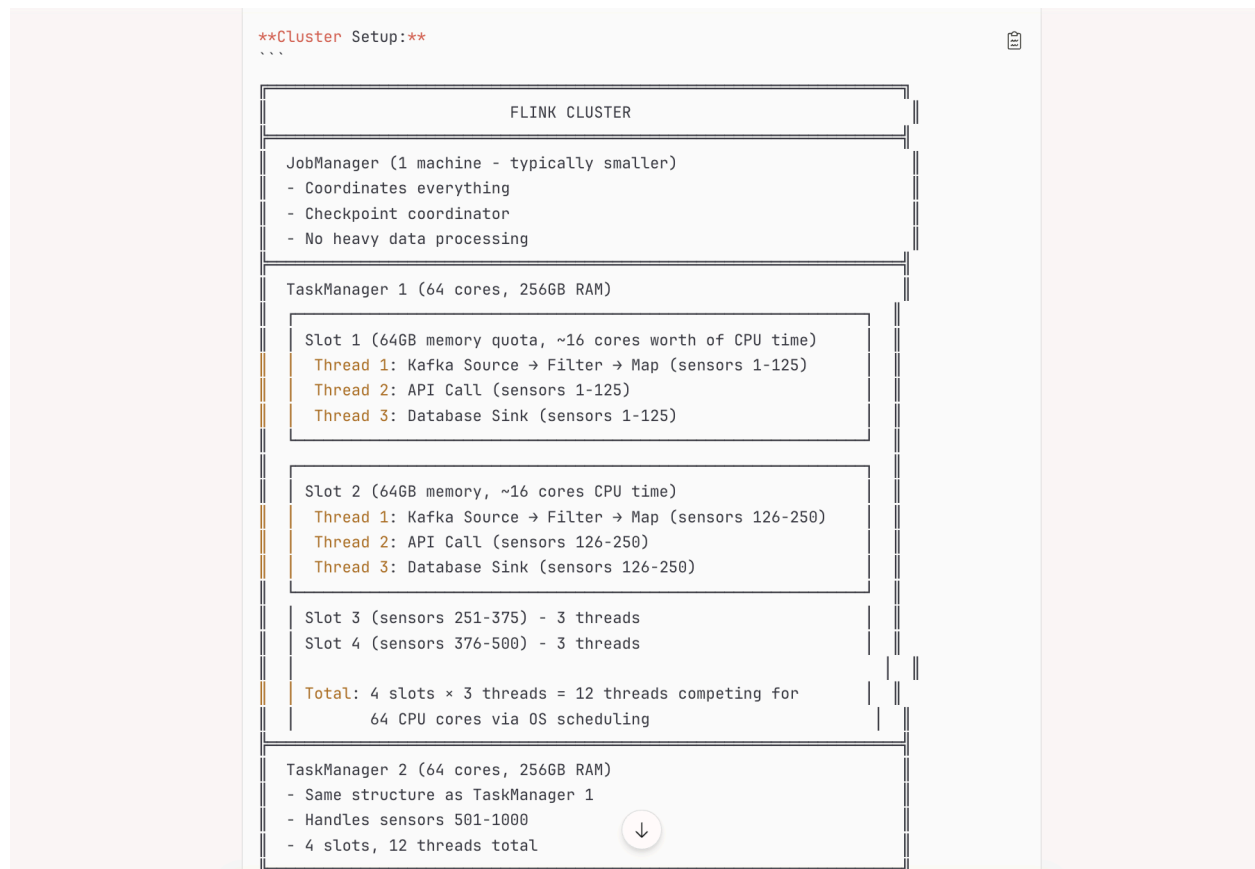 **Cluster Setup:**
```
FLINK CLUSTER
JobManager (1 machine - typically smaller)
- Coordinates everything
- Checkpoint coordinator
- No heavy data processing
TaskManager 1 (64 cores, 256GB RAM)
Slot 1 (64GB memory quota, ~16 cores worth of CPU time)
Thread 1: Kafka Source → Filter → Map (sensors 1-125)
Thread 2: API Call (sensors 1-125)
Thread 3: Database Sink (sensors 1-125)
Slot 2 (64GB memory, ~16 cores CPU time)
Thread 1: Kafka Source → Filter → Map (sensors 126-250)
Thread 2: API Call (sensors 126-250)
Thread 3: Database Sink (sensors 126-250)
Slot 3 (sensors 251-375) - 3 threads
Slot 4 (sensors 376-500) - 3 threads
Total: 4 slots × 3 threads = 12 threads competing for
64 CPU cores via OS scheduling
TaskManager 2 (64 cores, 256GB RAM)
- Same structure as TaskManager 1
- Handles sensors 501-1000
- 4 slots, 12 threads total